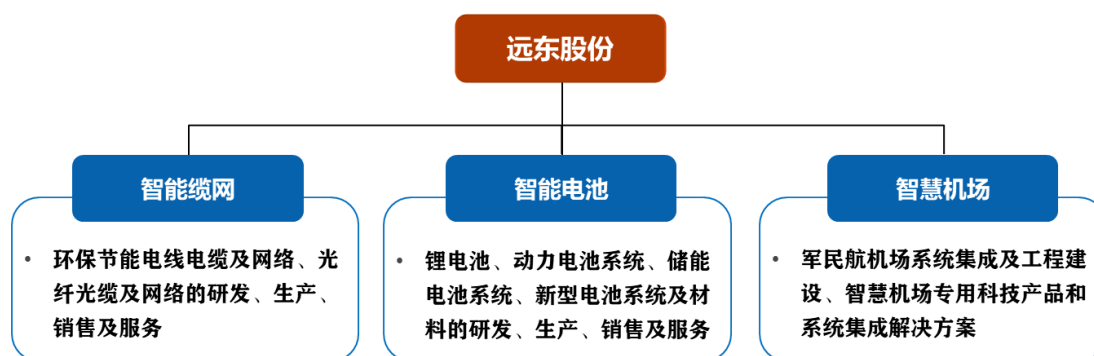 远东股份
智能缆网
智能电池
智慧机场
• 环保节能电线电缆及网络、光
纤光缆及网络的研发、生产、
销售及服务
• 锂电池、动力电池系统、储能
电池系统、新型电池系统及材
料的研发、生产、销售及服务
• 军民航机场系统集成及工程建
设、智慧机场专用科技产品和
系统集成解决方案